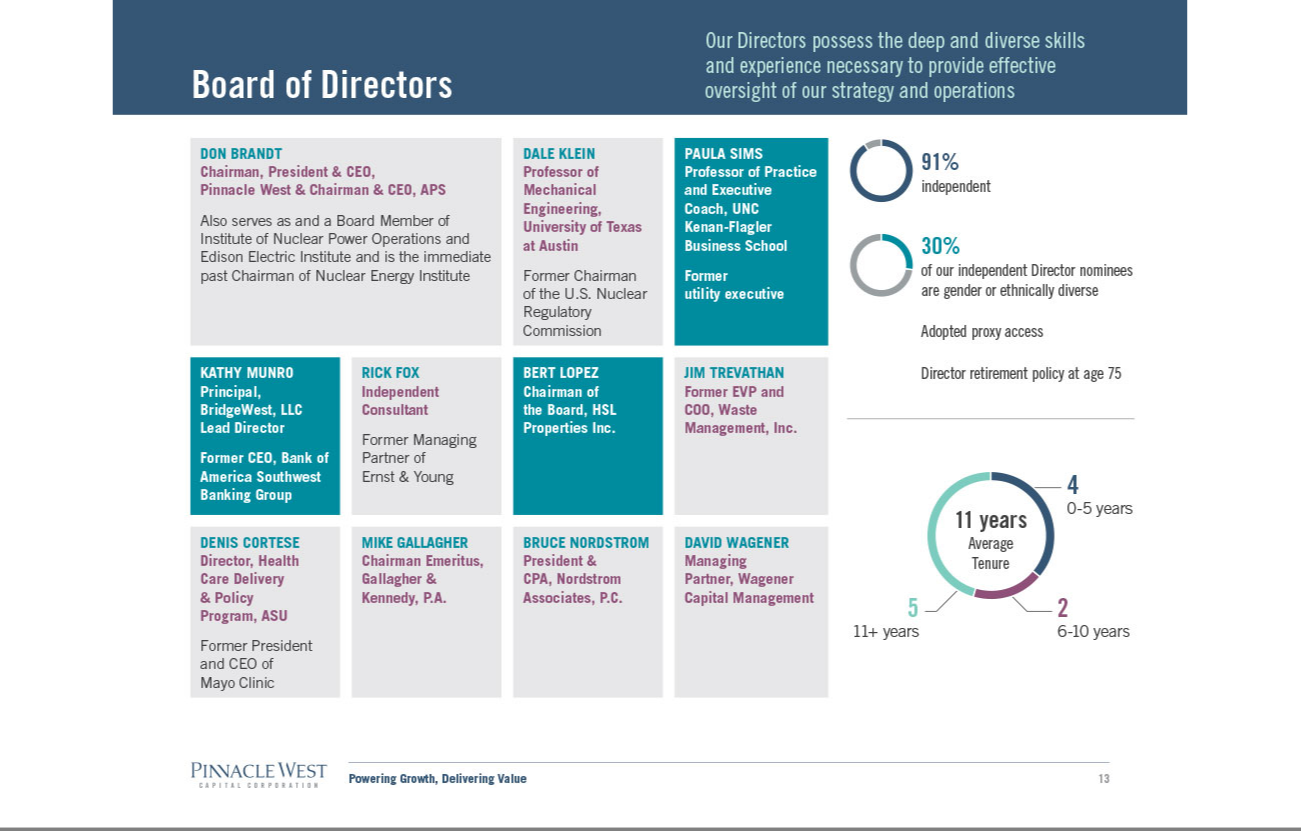 Board of Directors
Our Directors possess the deep and diverse skills
and experience necessary to provide effective
oversight of our strategy and operations
DON BRANDT
Chairman, President & CEO,
Pinnacle West & Chairman & CEO, APS
Also serves as and a Board Member of
Institute of Nuclear Power Operations and
Edison Electric Institute and is the immediate
past Chairman of Nuclear Energy Institute
DALE KLEIN
Professor of
Mechanical
Engineering,
University of Texas
at Austin
Former Chairman
of the U.S. Nuclear
Regulatory
Commission
PAULA SIMS
Professor of Practice
and Executive
Coach, UNC
Kenan-Flagler
Business School
Former
utility executive
KATHY MUNRO
Principal,
BridgeWest, LLC
Lead Director
Former CEO, Bank of
America Southwest
Banking Group
RICK FOX
Independent
Consultant
Former Managing
Partner of
Ernst & Young
BERT LOPEZ
Chairman of
the Board, HSL
Properties Inc.
JIM TREVATHAN
Former EVP and
COO, Waste
Management, Inc.
DENIS CORTESE
Director, Health
Care Delivery
& Policy
Program, ASU
Former President
and CEO of
Mayo Clinic
MIKE GALLAGHER
Chairman Emeritus,
Gallagher &
Kennedy, P.A.
BRUCE NORDSTROM
President &
CPA, Nordstrom
Associates, P.C.
DAVID WAGENER
Managing
Partner, Wagener
Capital Management
91%
independent
30%
of our independent Director nominees
are gender or ethnically diverse
Adopted proxy access
Director retirement policy at age 75
11 years
Average
Tenure
4
0-5 years
2
6-10 years
5
11+ years
PINNACLE WEST
CAPITAL CORPORATION
Powering Growth, Delivering Value
13